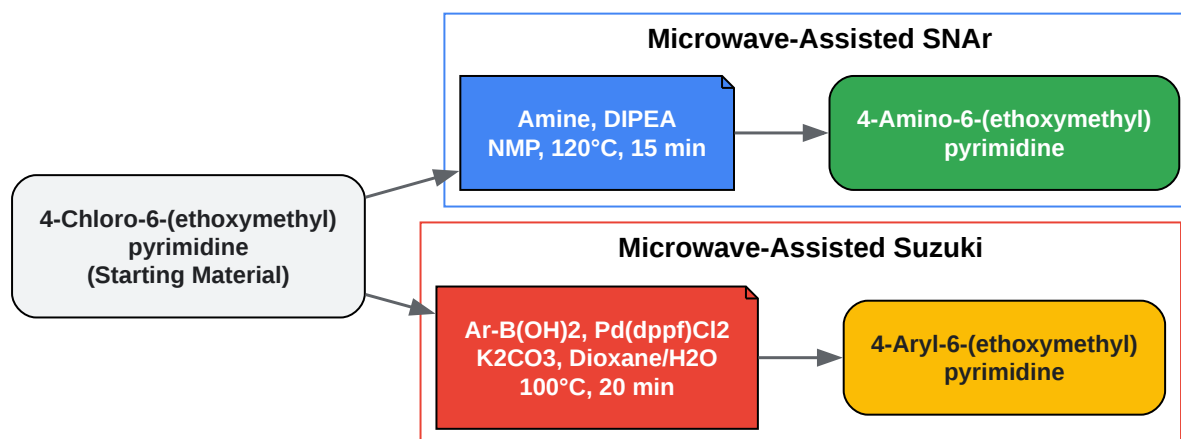 Microwave-Assisted SNAr
Amine, DIPEA
NMP, 120°C, 15 min
4-Amino-6-(ethoxymethyl)
pyrimidine
4-Chloro-6-(ethoxymethyl)
pyrimidine
(Starting Material)
Microwave-Assisted Suzuki
Ar-B(OH)2, Pd(dppf)Cl2
K2CO3, Dioxane/H2O
100°C, 20 min
4-Aryl-6-(ethoxymethyl)
pyrimidine